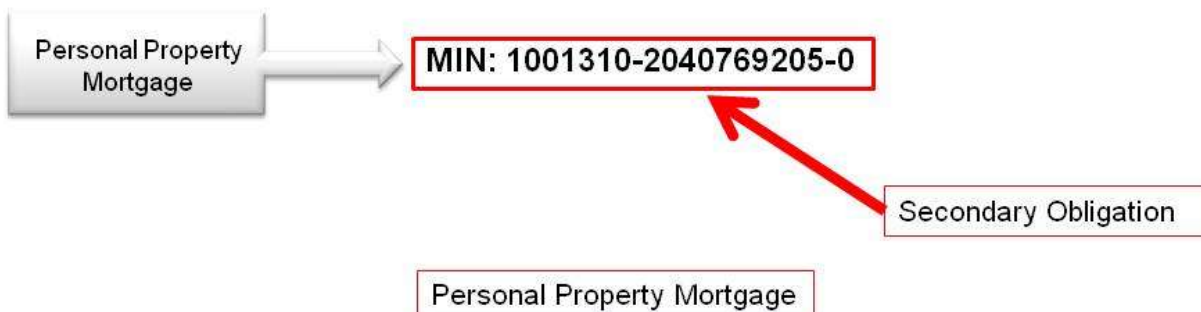 Personal Property
Mortgage
MIN: 1001310-2040769205-0
Secondary Obligation
Personal Property Mortgage